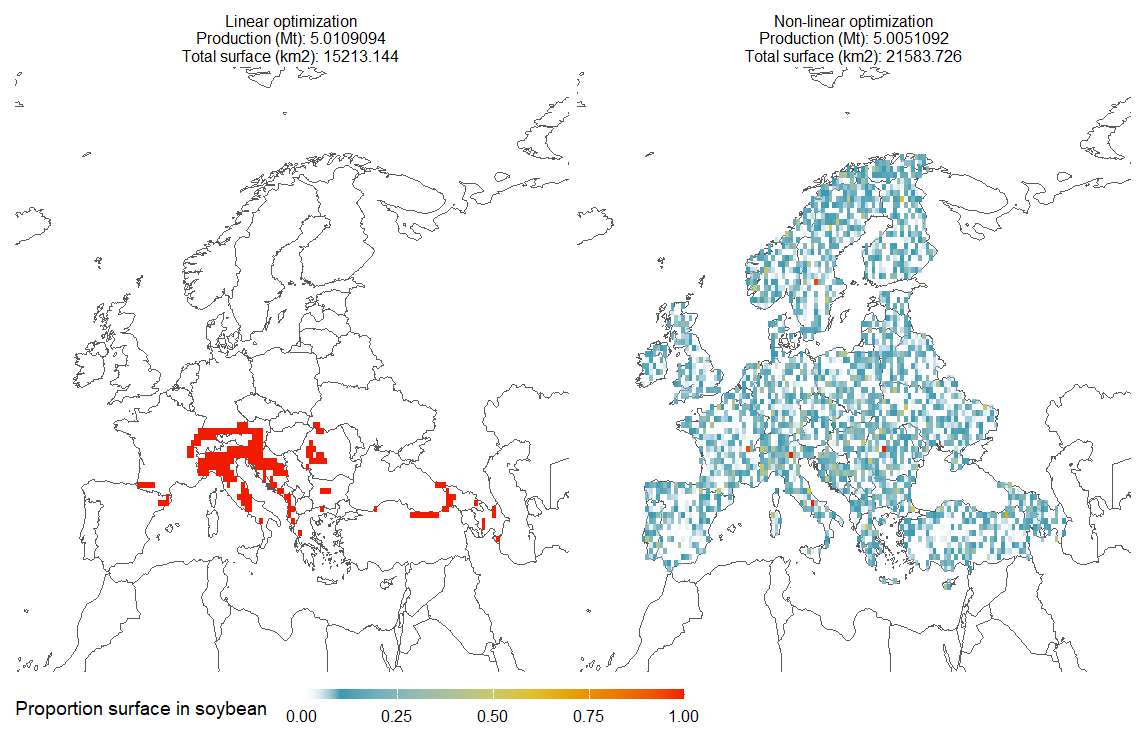 Linear optimization
Production (Mt): 5.0109094
Total surface (km2): 15213.144
Non-linear optimization
Production (Mt): 5.0051092
Total surface (km2): 21583.726
Proportion surface in soybean
0.00 0.25 0.50 0.75 1.00